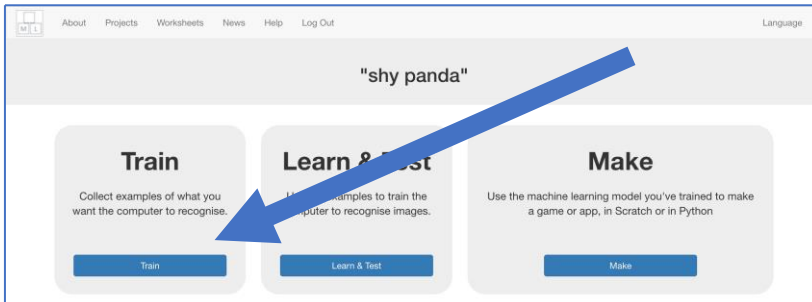 M L About Projects Worksheets News Help Log Out Language
"shy panda"
Train
Collect examples of what you
want the computer to recognise.
Train
Learn & Test
examples to train the
computer to recognise images.
Learn & Test
Make
Use the machine learning model you've trained to make
a game or app, in Scratch or in Python
Make